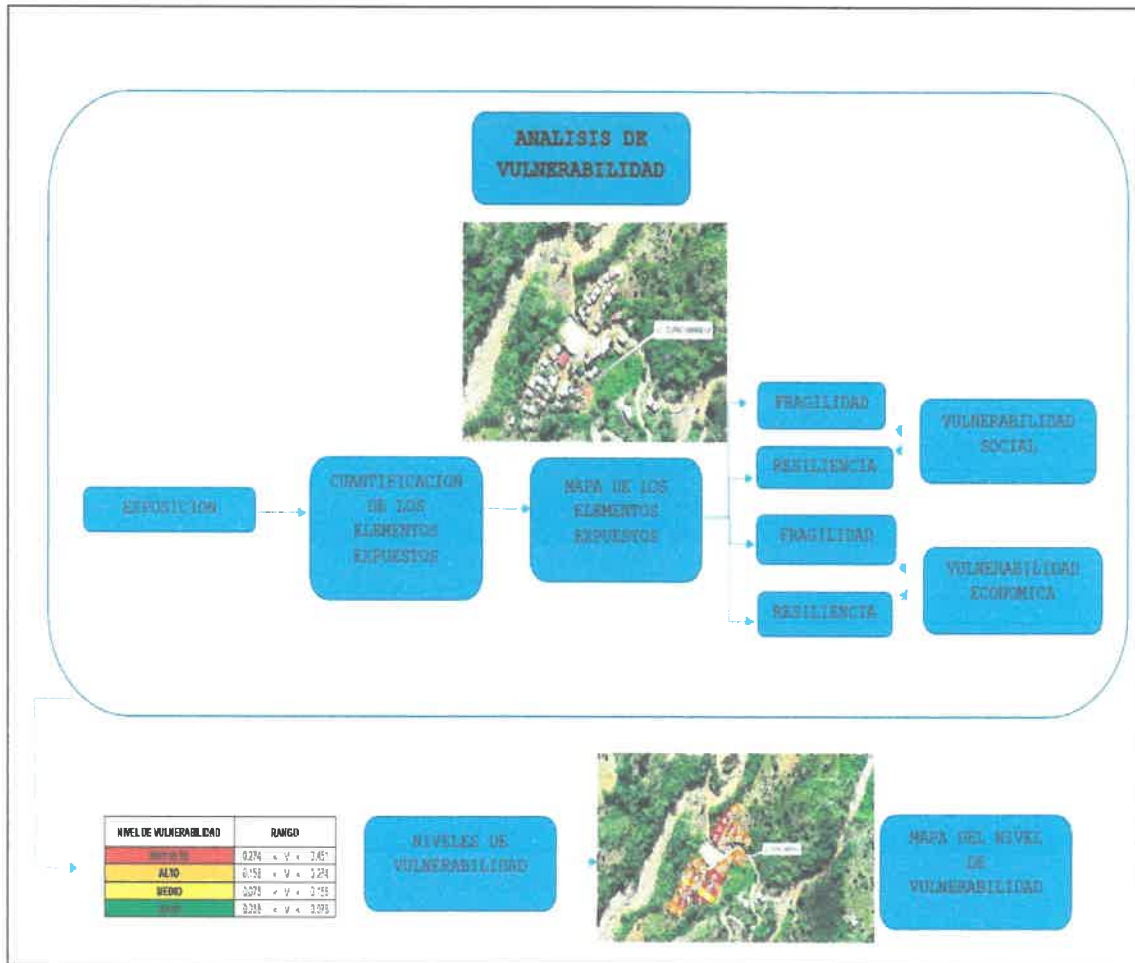 ANALISIS DE
VULNERABILIDAD
EXPOSICION
CUANTIFICACION
DE LOS
ELEMENTOS
EXPUESTOS
MAPA DE LOS
ELEMENTOS
EXPUESTOS
FRAGILIDAD
RESILIENCIA
VULNERABILIDAD
SOCIAL
FRAGILIDAD
RESILIENCIA
VULNERABILIDAD
ECONOMICA
NIVEL DE VULNERABILIDAD RANGO
ALTO
MEDIO
NIVELES DE
VULNERABILIDAD
MAPA DEL NIVEL
DE
VULNERABILIDAD